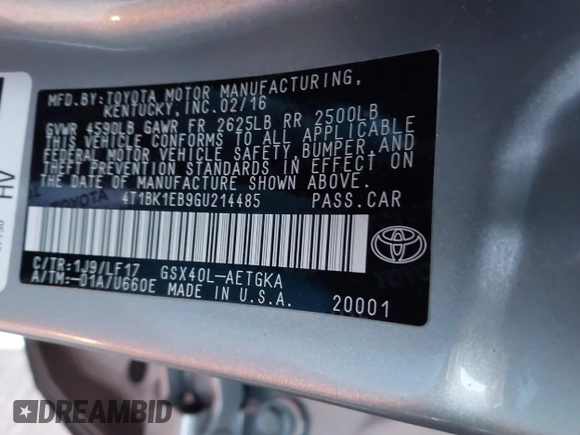 MFD.BY:TOYOTA MOTOR MANUFACTURING,
KENTUCKY, INC.02/16
GVWR 4590LB GAWR FR 2625LB RR 2500LB
THIS VEHICLE CONFORMS TO ALL APPLICABLE
FEDERAL MOTOR VEHICLE SAFETY, BUMPER, AND
THEFT PREVENTION STANDARDS IN EFFECT ON
THE DATE OF MANUFACTURE SHOWN ABOVE.
4T1BK1EB9GU214485 PASS.CAR
C/TR:1J9/LF17 GSX40L-AETGKA
A/TM:-01A/U660E MADE IN U.S.A. 20001
HV
TOYOTA
DREAMBID